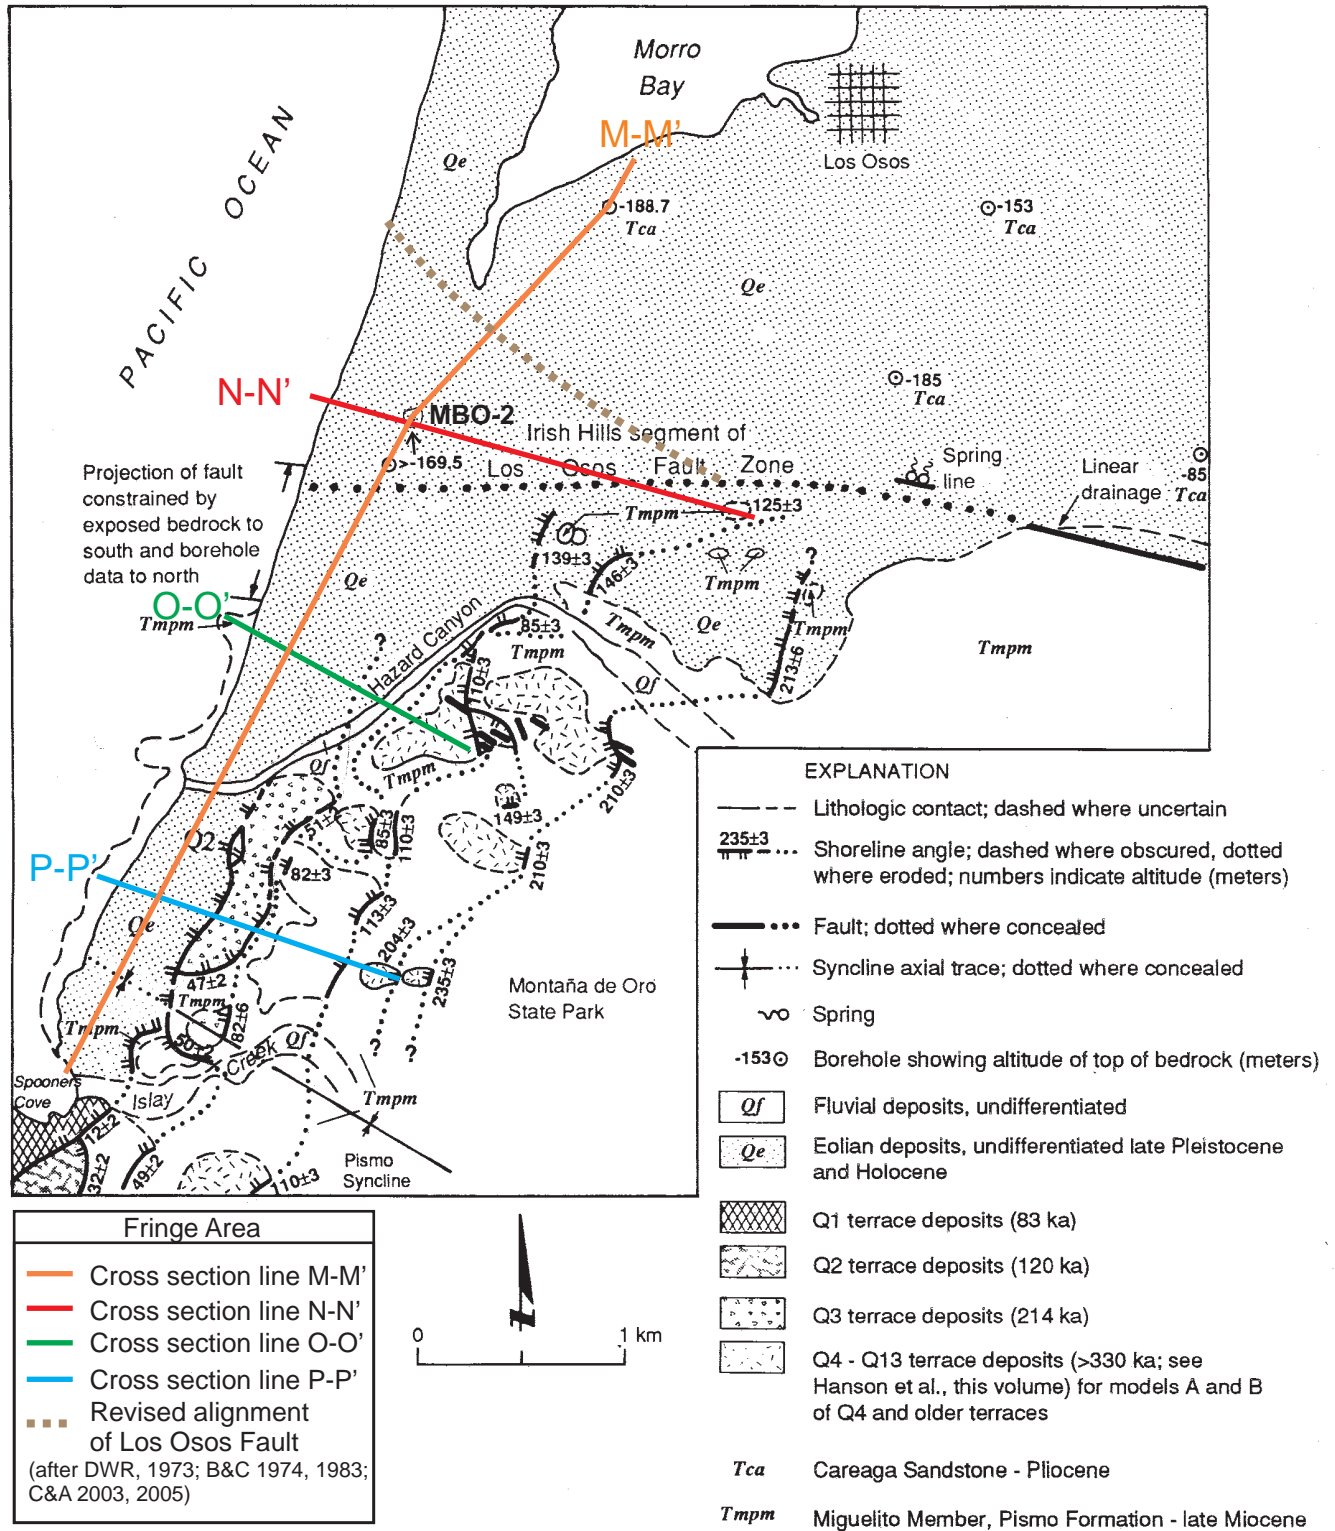 Morro
Bay
PACIFIC OCEAN
M-M’
Qe
Los Osos
-188.7
Tca
-153
Tca
Qe
-185
Tca
N-N’
MBO-2
Irish Hills segment of
>-169.5
Los Osos Fault Zone
Spring
line
Linear
drainage
-85
Tca
Projection of fault
constrained by
exposed bedrock to
south and borehole
data to north
Tmpm
125±3
139±3
146±3
Tmpm
Qe
O-O’
Tmpm
?
?
Hazard Canyon
85±3
Tmpm
Tmpm
Qe
Tmpm
213±6
Tmpm
110±3
Qf
Tmpm
Qf
210±3
149±3
51±2
85±3
110±3
Q2
82±3
210±3
P-P’
Qe
113±3
204±3
235±3
47±2
Tmpm
82±6
Montaña de Oro
State Park
Tmpm
50±2
Creek
Qf
? ?
Spooners
Cove
Islay
Tmpm
12±2
32±2
49±2
110±3
Pismo
Syncline
EXPLANATION
Lithologic contact; dashed where uncertain
235±3
Shoreline angle; dashed where obscured, dotted
where eroded; numbers indicate altitude (meters)
Fault; dotted where concealed
Syncline axial trace; dotted where concealed
Spring
-153 Borehole showing altitude of top of bedrock (meters)
Qf Fluvial deposits, undifferentiated
Qe Eolian deposits, undifferentiated late Pleistocene
and Holocene
Q1 terrace deposits (83 ka)
Q2 terrace deposits (120 ka)
Q3 terrace deposits (214 ka)
Q4 - Q13 terrace deposits (>330 ka; see
Hanson et al., this volume) for models A and B
of Q4 and older terraces
Tca Careaga Sandstone - Pliocene
Tmpm Miguelito Member, Pismo Formation - late Miocene
Fringe Area
Cross section line M-M’
Cross section line N-N’
Cross section line O-O’
Cross section line P-P’
Revised alignment
of Los Osos Fault
(after DWR, 1973; B&C 1974, 1983;
C&A 2003, 2005)
0 1 km